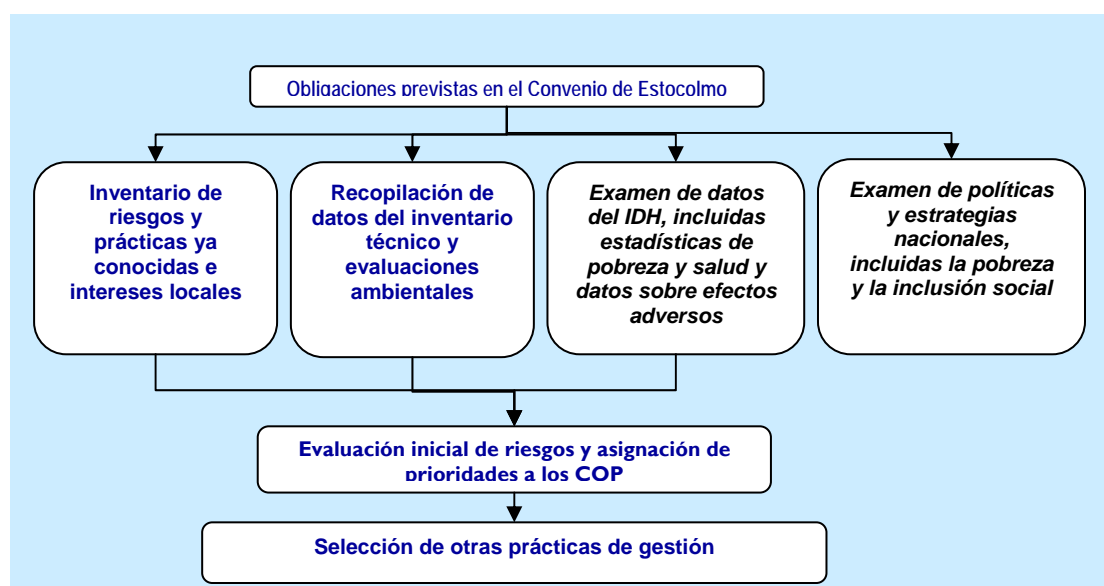 Obligaciones previstas en el Convenio de Estocolmo
Inventario de
riesgos y
prácticas ya
conocidas e
intereses locales
Recopilación de
datos del inventario
técnico y
evaluaciones
ambientales
Examen de datos
del IDH, incluidas
estadísticas de
pobreza y salud y
datos sobre efectos
adversos
Examen de políticas
y estrategias
nacionales,
incluidas la pobreza
y la inclusión social
Evaluación inicial de riesgos y asignación de
prioridades a los COP
Selección de otras prácticas de gestión